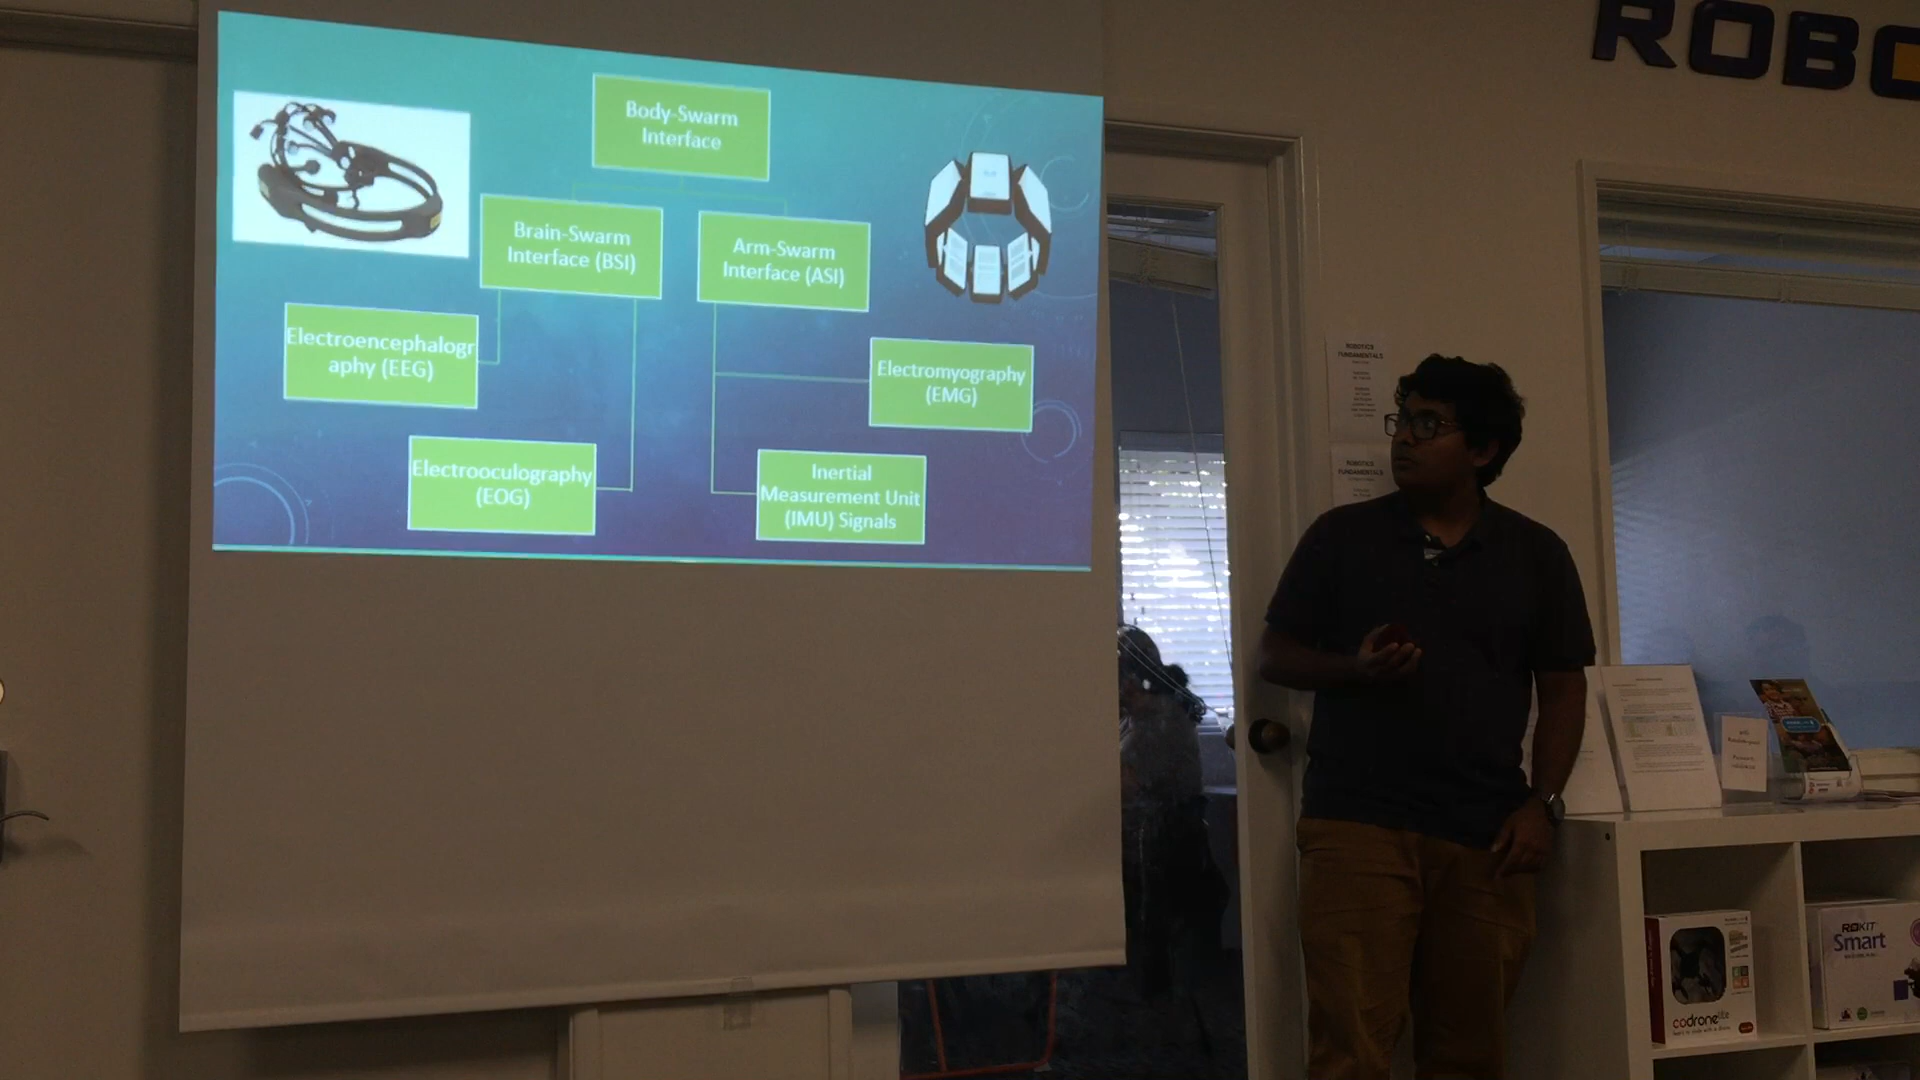 ROBO
Body-Swarm
Interface
Brain-Swarm
Interface (BSI)
Arm-Swarm
Interface (ASI)
Electroencephalogr
aphy (EEG)
Electromyography
(EMG)
Electrooculography
(EOG)
Inertial
Measurement Unit
(IMU) Signals
ROBOTICS
FUNDAMENTALS
ROBOTICS
FUNDAMENTALS
codrone lite
ROKIT
Smart